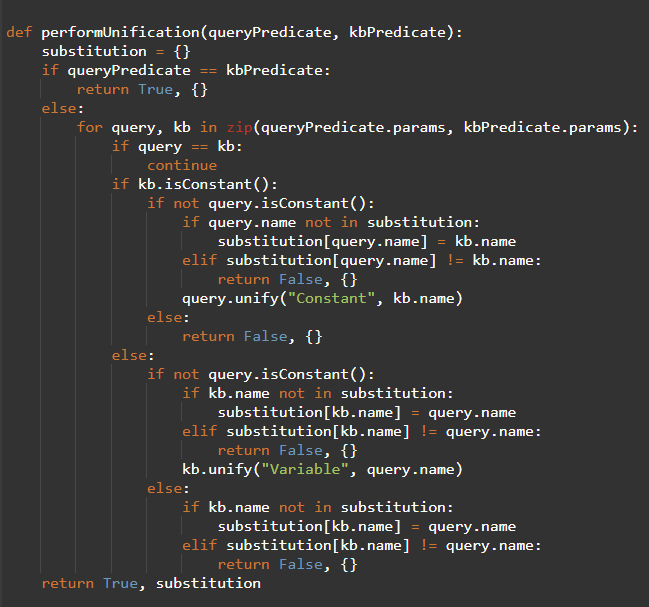 def performUnification(queryPredicate, kbPredicate):
    substitution = {}
    if queryPredicate == kbPredicate:
        return True, {}
    else:
        for query, kb in zip(queryPredicate.params, kbPredicate.params):
            if query == kb:
                continue
            if kb.isConstant():
                if not query.isConstant():
                    if query.name not in substitution:
                        substitution[query.name] = kb.name
                    elif substitution[query.name] != kb.name:
                        return False, {}
                    query.unify("Constant", kb.name)
                else:
                    return False, {}
            else:
                if not query.isConstant():
                    if kb.name not in substitution:
                        substitution[kb.name] = query.name
                    elif substitution[kb.name] != query.name:
                        return False, {}
                    kb.unify("Variable", query.name)
                else:
                    if kb.name not in substitution:
                        substitution[kb.name] = query.name
                    elif substitution[kb.name] != query.name:
                        return False, {}
    return True, substitution